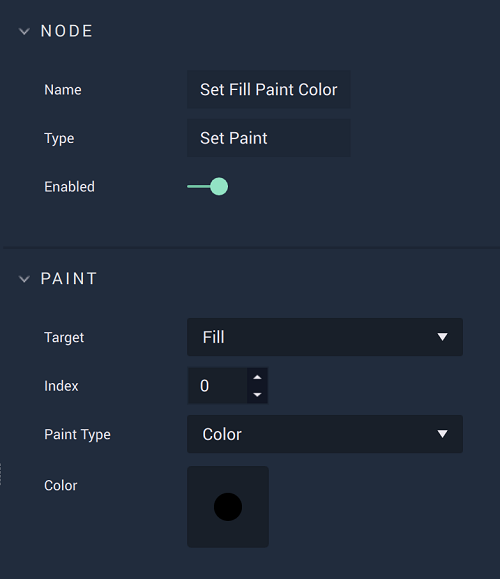 NODE
Name Set Fill Paint Color
Type Set Paint
Enabled
PAINT
Target Fill
Index 0
Paint Type Color
Color